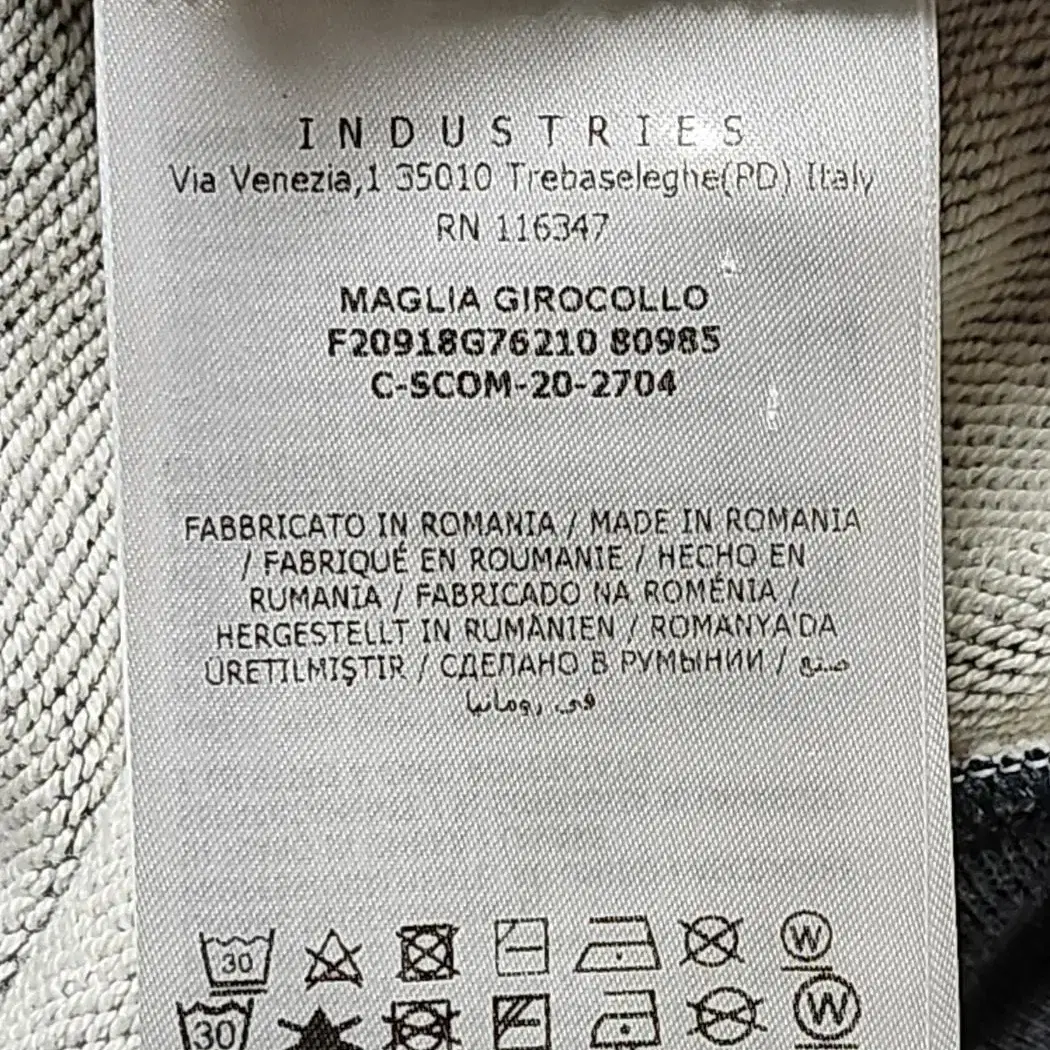 INDUSTRIES
Via Venezia,1 35010 Trebaseleghe(PD) Italy
RN 116347
MAGLIA GIROCOLLO
F20918G76210 80985
C-SCOM-20-2704
FABBRICATO IN ROMANIA / MADE IN ROMANIA
/ FABRIQUÉ EN ROUMANIE / HECHO EN
RUMANIA / FABRICADO NA ROMÉNIA /
HERGESTELLT IN RUMÄNIEN / ROMANYA'DA
ÜRETILMIŞTIR / СДЕЛАНО В РУМЫНИИ / صنع
في رومانيا
30 W
30 W